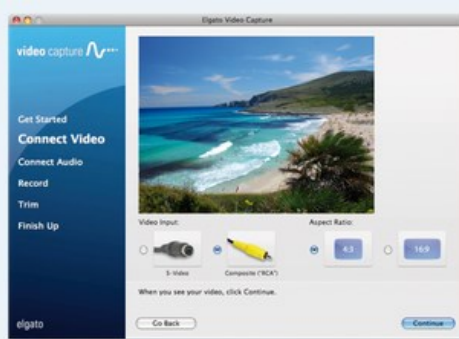 Elgato Video Capture
video capture
Get Started
Connect Video
Connect Audio
Record
Trim
Finish Up
Video Input:
Aspect Ratio:
4:3
16:9
S-Video
Composite ("RCA")
When you see your video, click Continue.
elgato
Go Back
Continue